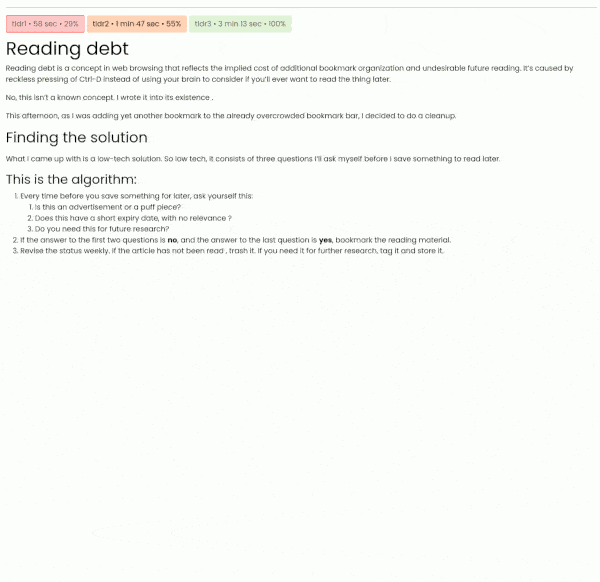 tldr1 • 58 sec • 29%
tldr2 • 1 min 47 sec • 55%
tldr3 • 3 min 13 sec • 100%
Reading debt
Reading debt is a concept in web browsing that reflects the implied cost of additional bookmark organization and undesirable future reading. It's caused by
reckless pressing of Ctrl-D instead of using your brain to consider if you'll ever want to read the thing later.
No, this isn't a known concept. I wrote it into its existence .
This afternoon, as I was adding yet another bookmark to the already overcrowded bookmark bar, I decided to do a cleanup.
Finding the solution
What I came up with is a low-tech solution. So low tech, it consists of three questions I'll ask myself before I save something to read later.
This is the algorithm:
1. Every time before you save something for later, ask yourself this:
1. Is this an advertisement or a puff piece?
2. Does this have a short expiry date, with no relevance ?
3. Do you need this for future research?
2. If the answer to the first two questions is no, and the answer to the last question is yes, bookmark the reading material.
3. Revise the status weekly. If the article has not been read , trash it. If you need it for further research, tag it and store it.